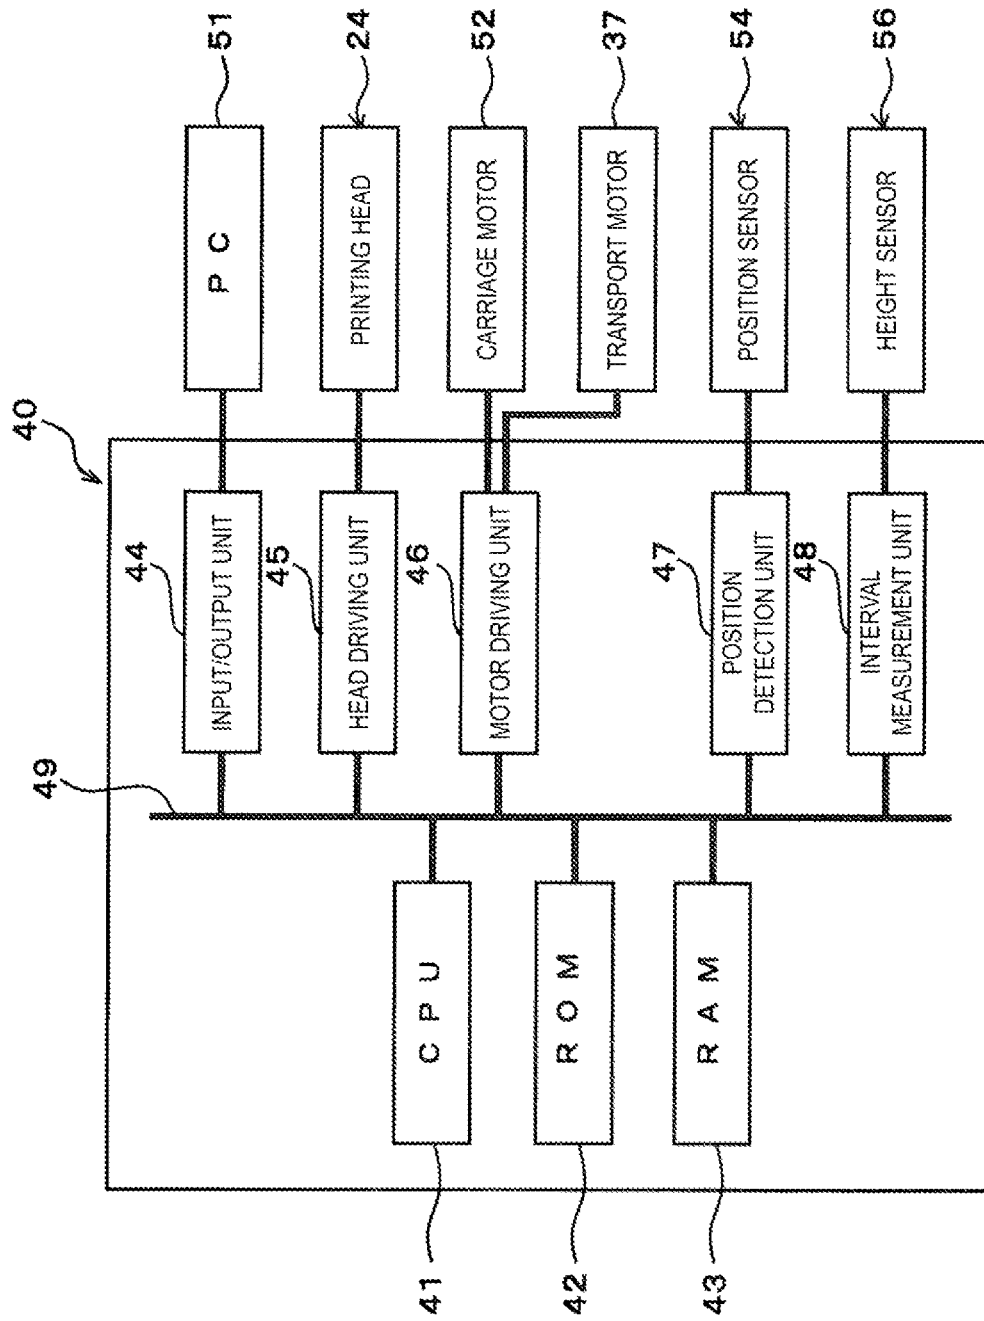 40
49
41
CPU
42
ROM
43
RAM
44
INPUT/OUTPUT UNIT
PC
51
45
HEAD DRIVING UNIT
PRINTING HEAD
24
46
MOTOR DRIVING UNIT
CARRIAGE MOTOR
52
TRANSPORT MOTOR
37
47
POSITION
DETECTION UNIT
POSITION SENSOR
54
48
INTERVAL
MEASUREMENT UNIT
HEIGHT SENSOR
56